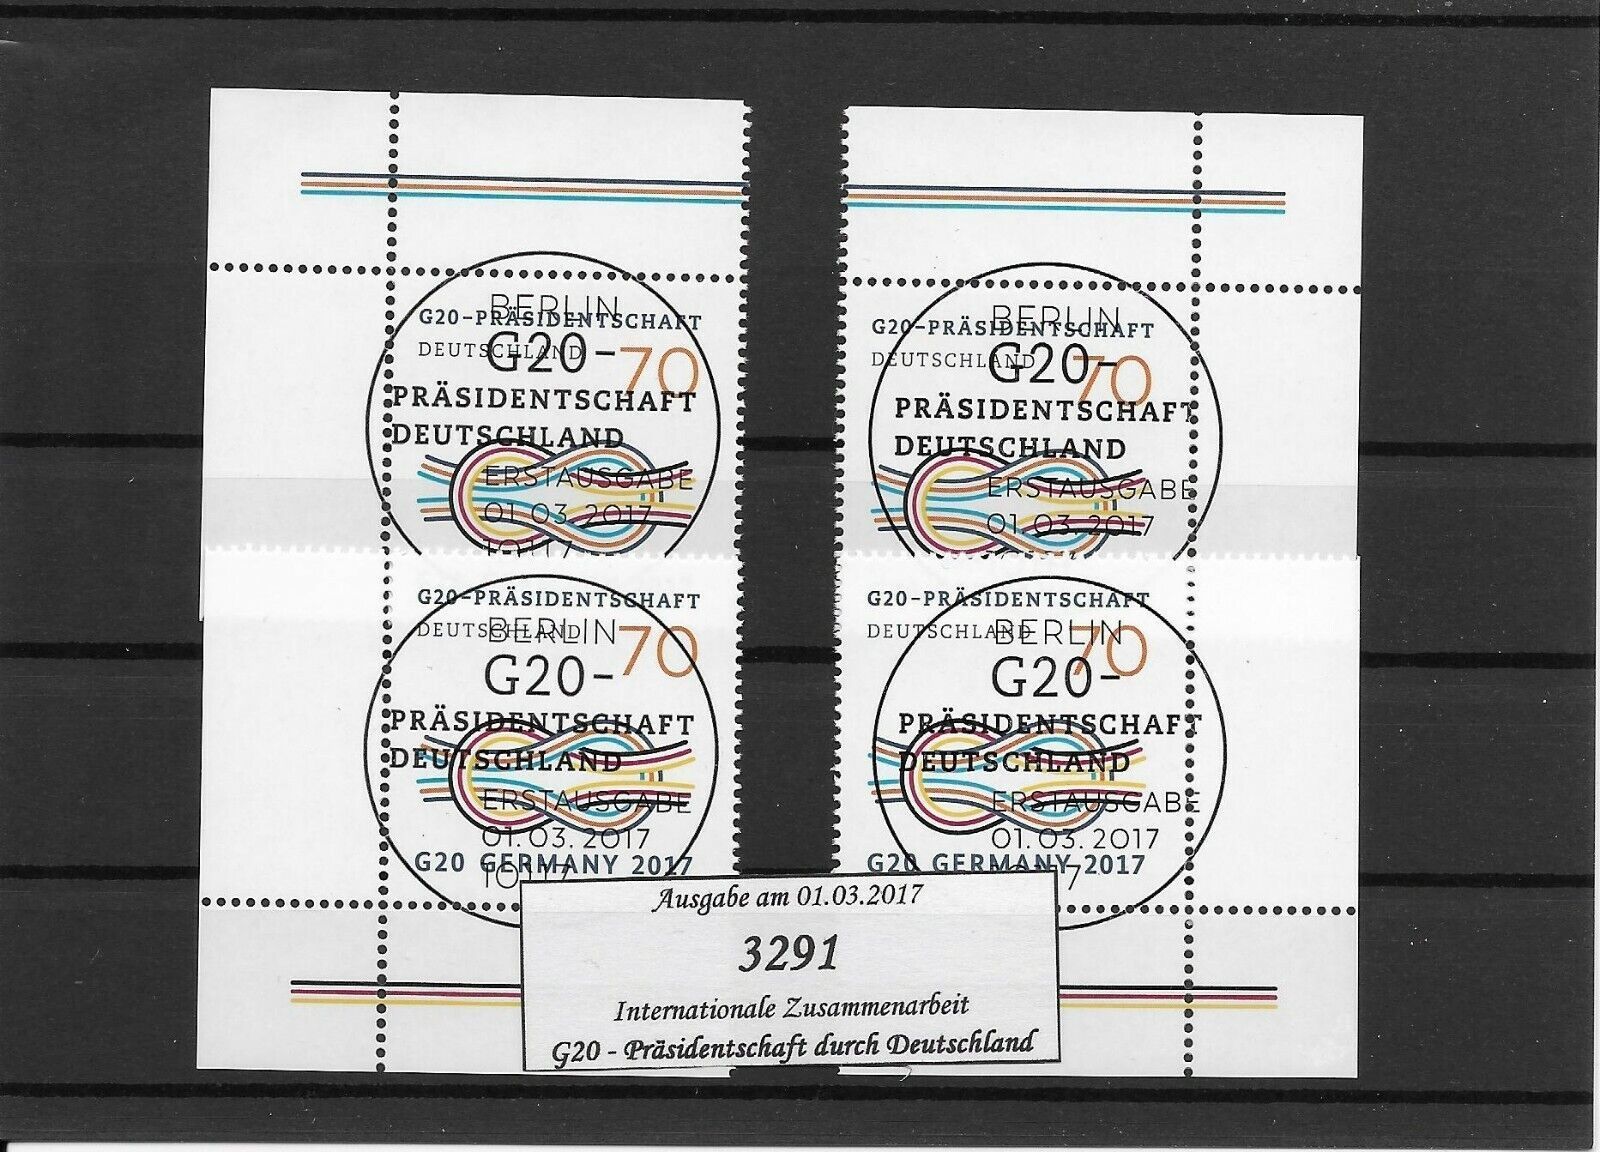 G20-PRÄSIDENTSCHAFT
DEUTSCHLAND
70
BERLIN
G20-
PRÄSIDENTSCHAFT
DEUTSCHLAND
ERSTAUSGABE
01.03.2017
10117
G20-PRÄSIDENTSCHAFT
DEUTSCHLAND
70
BERLIN
G20-
PRÄSIDENTSCHAFT
DEUTSCHLAND
ERSTAUSGABE
01.03.2017
G20-PRÄSIDENTSCHAFT
DEUTSCHLAND
70
BERLIN
G20-
PRÄSIDENTSCHAFT
DEUTSCHLAND
ERSTAUSGABE
01.03.2017
G20 GERMANY 2017
10117
G20-PRÄSIDENTSCHAFT
DEUTSCHLAND
70
BERLIN
G20-
PRÄSIDENTSCHAFT
DEUTSCHLAND
ERSTAUSGABE
01.03.2017
G20 GERMANY 2017
Ausgabe am 01.03.2017
3291
Internationale Zusammenarbeit
G20 - Präsidentschaft durch Deutschland